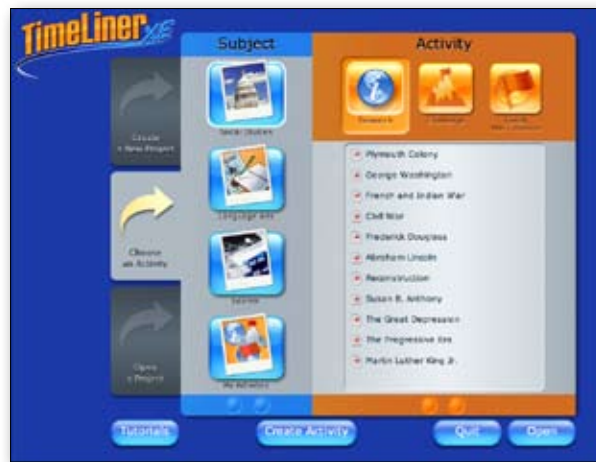 TimeLiner XE
Subject
Activity
Create
a New Project
Choose
an Activity
Open
a Project
Social Studies
Language Arts
Science
My Activities
Research
Plymouth Colony
George Washington
French and Indian War
Civil War
Frederick Douglass
Abraham Lincoln
Reconstruction
Susan B. Anthony
The Great Depression
The Progressive Era
Martin Luther King Jr.
Tutorials
Create Activity
Quit
Open